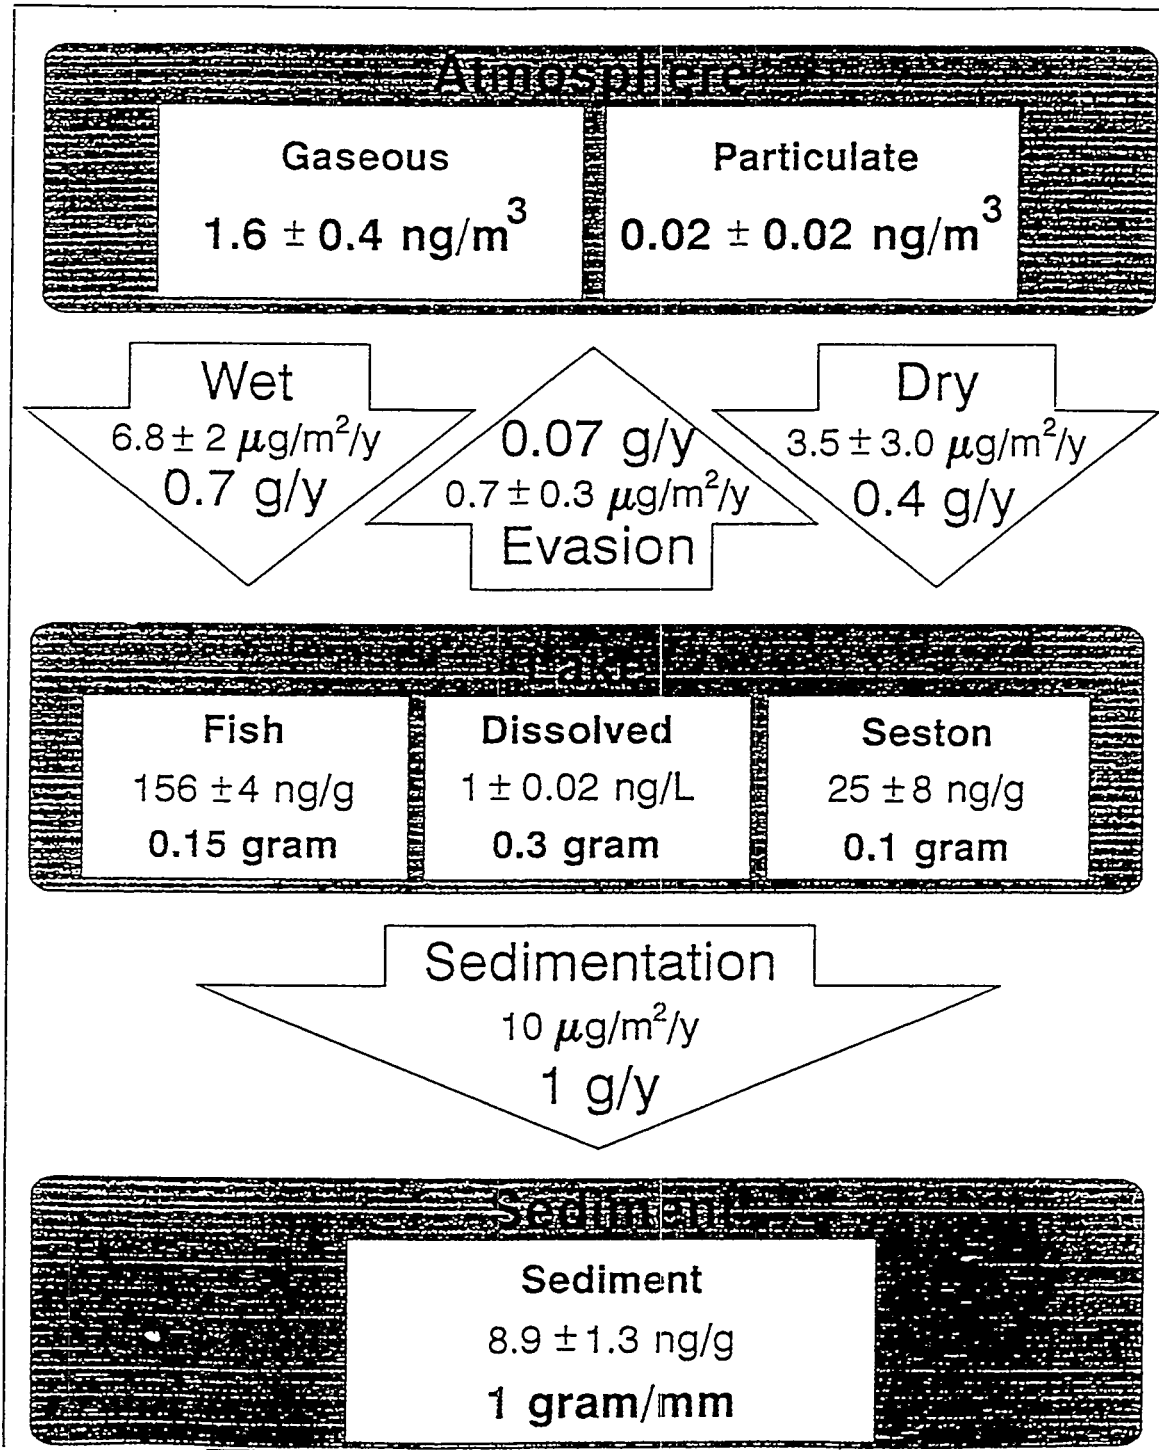 Atmosphere
Gaseous
1.6 ± 0.4 ng/m³
Particulate
0.02 ± 0.02 ng/m³
Wet
6.8 ± 2 µg/m²/y
0.7 g/y
0.07 g/y
0.7 ± 0.3 µg/m²/y
Evasion
Dry
3.5 ± 3.0 µg/m²/y
0.4 g/y
Lake
Fish
156 ± 4 ng/g
0.15 gram
Dissolved
1 ± 0.02 ng/L
0.3 gram
Seston
25 ± 8 ng/g
0.1 gram
Sedimentation
10 µg/m²/y
1 g/y
Sediment
Sediment
8.9 ± 1.3 ng/g
1 gram/mm